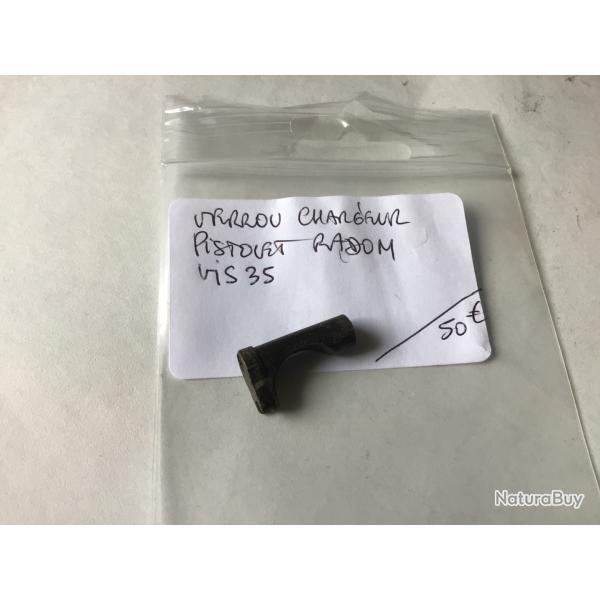 VERROU CHARGEUR
PISTOLET RADOM
VIS 35
50 €
NaturaBuy